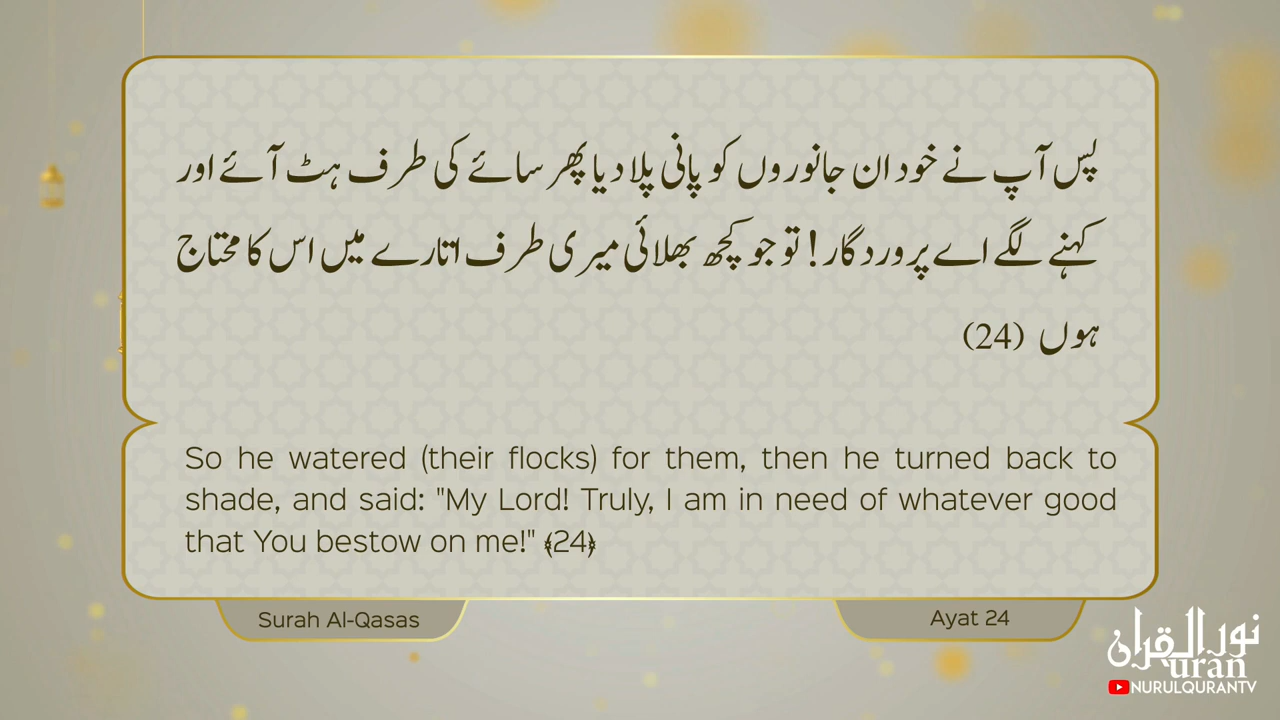 پس آپ نے خود ان جانوروں کو پانی پلا دیا پھر سائے کی طرف ہٹ آئے اور
کہنے لگے اے پروردگار! تو جو کچھ بھلائی میری طرف اتارے میں اس کا محتاج
ہوں (24)
So he watered (their flocks) for them, then he turned back to
shade, and said: "My Lord! Truly, I am in need of whatever good
that You bestow on me!" ﴾24﴿
Surah Al-Qasas
Ayat 24
نور القرآن
uran
NURULQURANTV